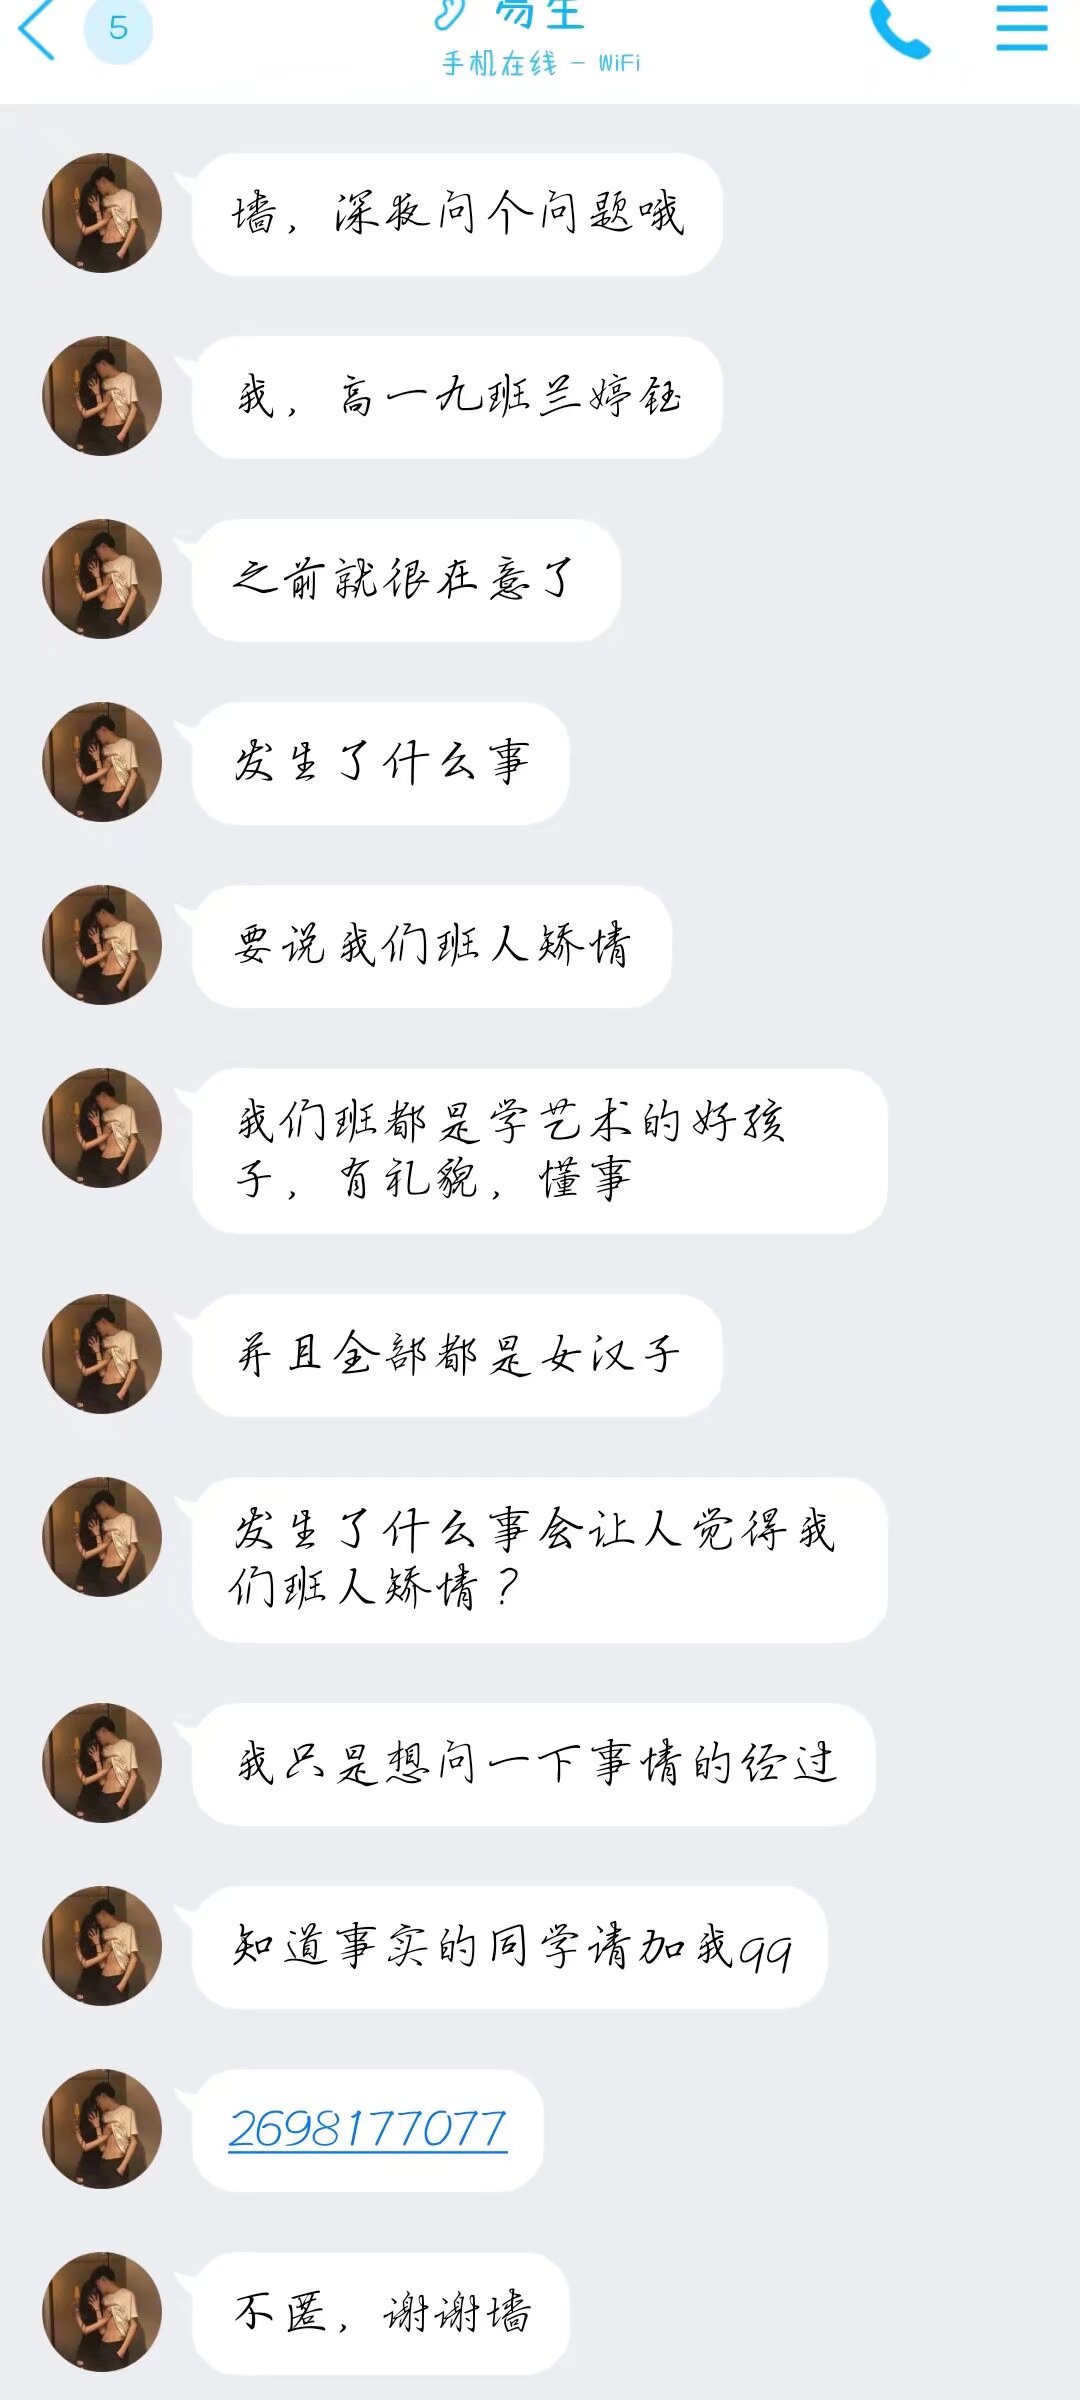 5
易生
手机在线 - WiFi
墙，深夜问个问题哦
我，高一九班兰婷钰
之前就很在意了
发生了什么事
要说我们班人矫情
我们班都是学艺术的好孩
子，有礼貌，懂事
并且全部都是女汉子
发生了什么事会让人觉得我
们班人矫情？
我只是想问一下事情的经过
知道事实的同学请加我qq
2698177077
不匿，谢谢墙